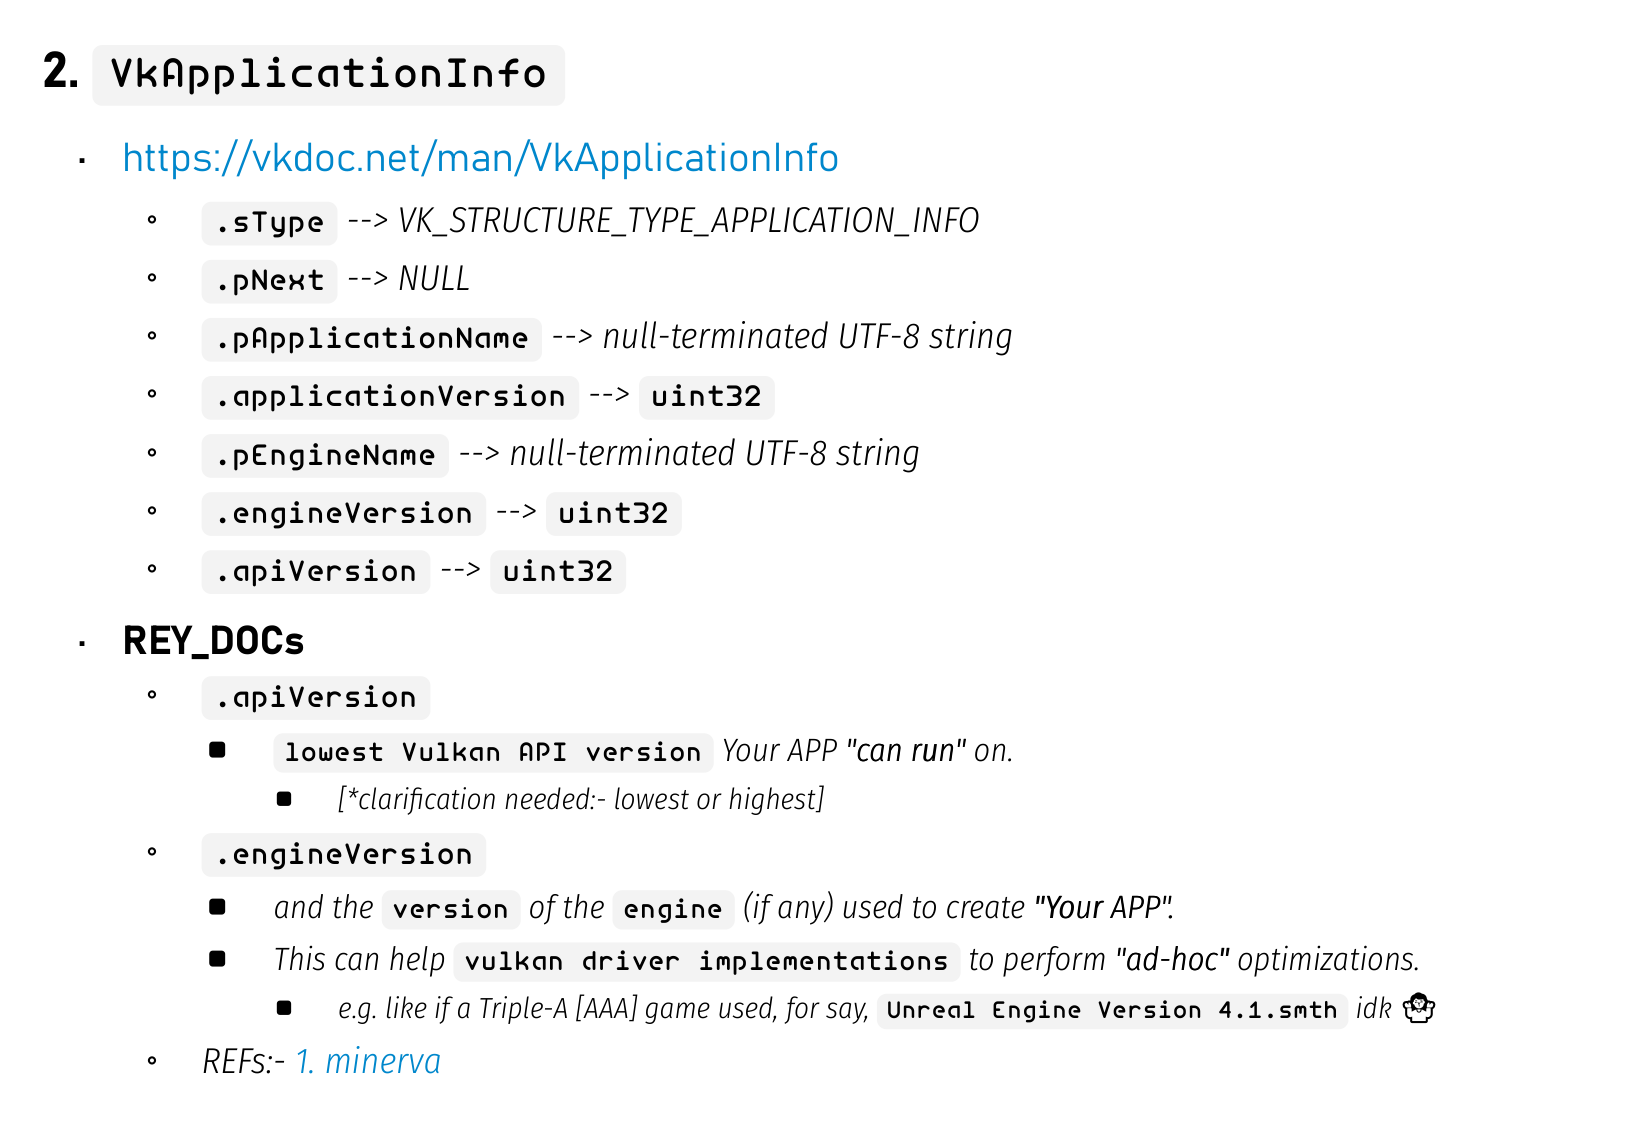 2. VkApplicationInfo
https://vkdoc.net/man/VkApplicationInfo
.sType --> VK_STRUCTURE_TYPE_APPLICATION_INFO
.pNext --> NULL
.pApplicationName --> null-terminated UTF-8 string
.applicationVersion --> uint32
.pEngineName --> null-terminated UTF-8 string
.engineVersion --> uint32
.apiVersion --> uint32
REY_DOCs
.apiVersion
lowest Vulkan API version Your APP "can run" on.
[*clarification needed:- lowest or highest]
.engineVersion
and the version of the engine (if any) used to create "Your APP".
This can help vulkan driver implementations to perform "ad-hoc" optimizations.
e.g. like if a Triple-A [AAA] game used, for say, Unreal Engine Version 4.1.smth idk
REFs:- 1. minerva